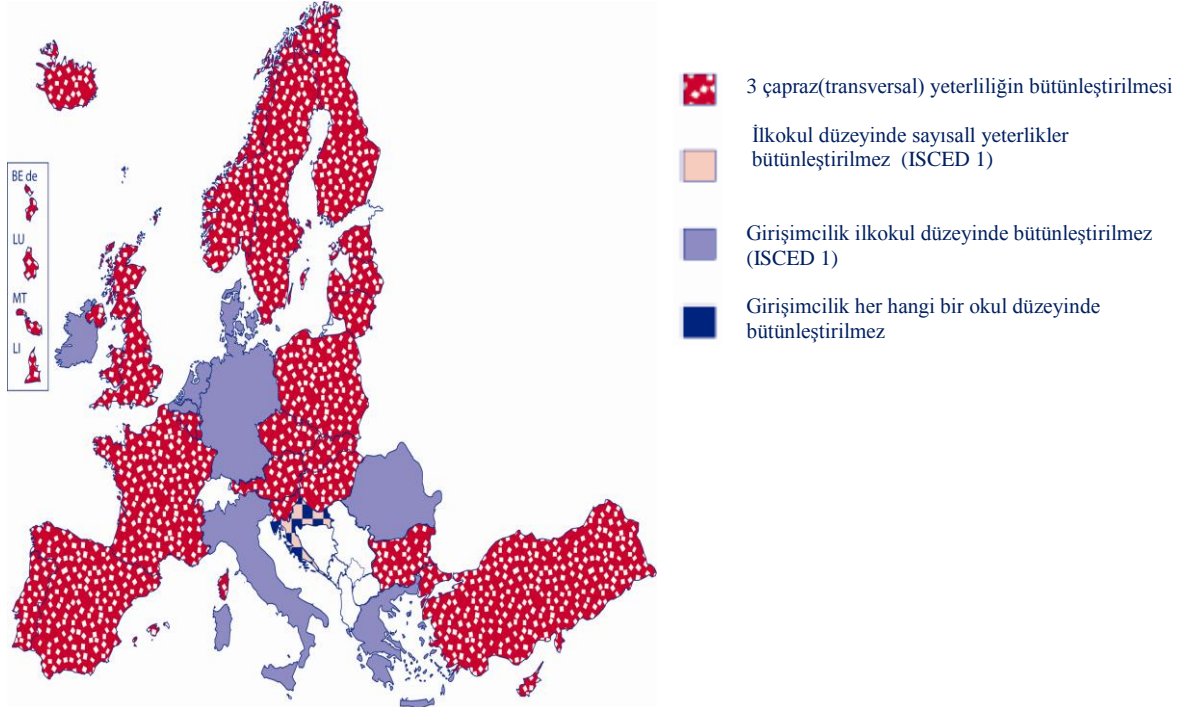 BE de
LU
MT
LI
3 çapraz(transversal) yeterliliğin bütünleştirilmesi
İlkokul düzeyinde sayısall yeterlikler
bütünleştirilmez (ISCED 1)
Girişimcilik ilkokul düzeyinde bütünleştirilmez
(ISCED 1)
Girişimcilik her hangi bir okul düzeyinde
bütünleştirilmez